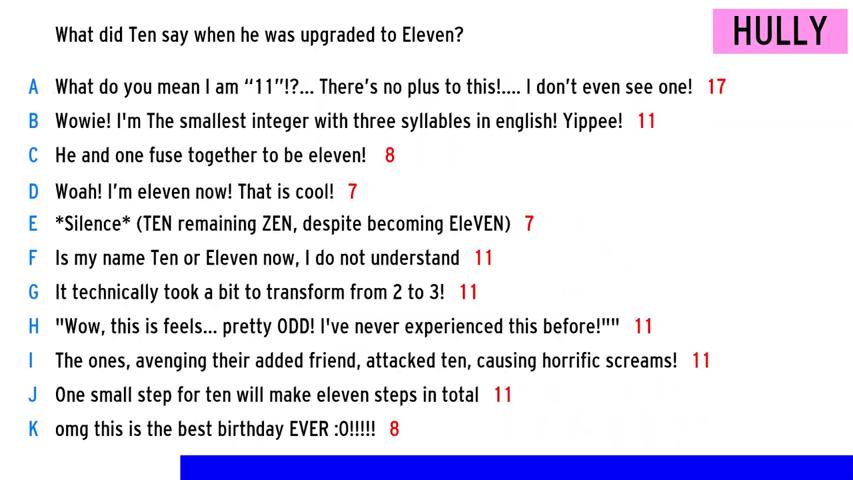 What did Ten say when he was upgraded to Eleven?
HULLY
A What do you mean I am “11”!?... There’s no plus to this!.... I don’t even see one! 17
B Wowie! I'm The smallest integer with three syllables in english! Yippee! 11
C He and one fuse together to be eleven! 8
D Woah! I’m eleven now! That is cool! 7
E *Silence* (TEN remaining ZEN, despite becoming EleVEN) 7
F Is my name Ten or Eleven now, I do not understand 11
G It technically took a bit to transform from 2 to 3! 11
H "Wow, this is feels... pretty ODD! I've never experienced this before!"" 11
I The ones, avenging their added friend, attacked ten, causing horrific screams! 11
J One small step for ten will make eleven steps in total 11
K omg this is the best birthday EVER :O!!!!! 8